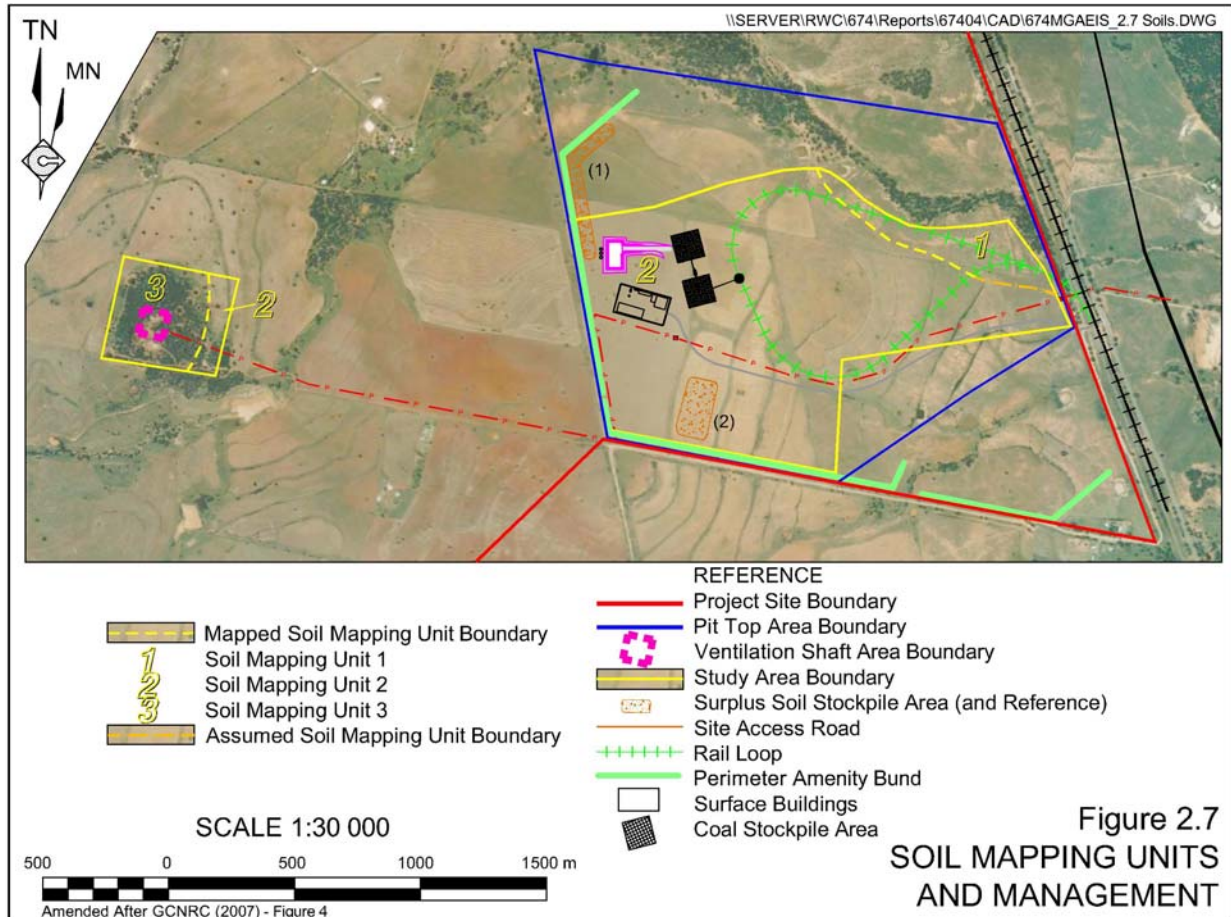 \\SERVER\RWC\674\Reports\67404\CAD\674MGAEIS_2.7 Soils.DWG
TN
MN
(1)
1
2
3
2
(2)
P P P P P P P P
REFERENCE
Project Site Boundary
Pit Top Area Boundary
Ventilation Shaft Area Boundary
Study Area Boundary
Surplus Soil Stockpile Area (and Reference)
Site Access Road
Rail Loop
Perimeter Amenity Bund
Surface Buildings
Coal Stockpile Area
Mapped Soil Mapping Unit Boundary
1 Soil Mapping Unit 1
2 Soil Mapping Unit 2
3 Soil Mapping Unit 3
Assumed Soil Mapping Unit Boundary
SCALE 1:30 000
500 0 500 1000 1500 m
Amended After GCNRC (2007) - Figure 4
Figure 2.7
SOIL MAPPING UNITS
AND MANAGEMENT